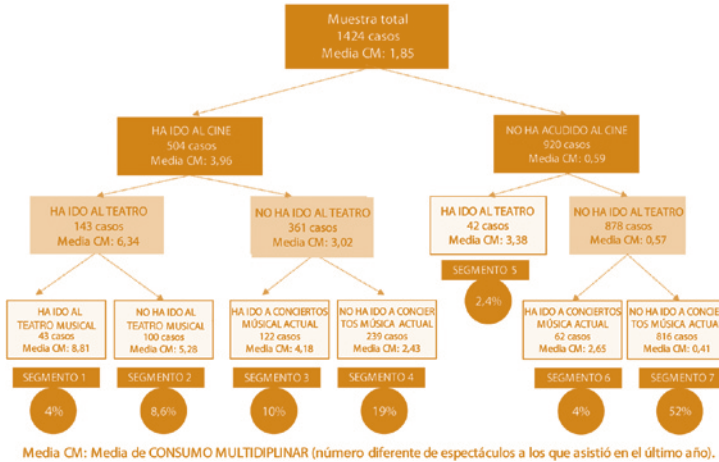 Muestra total
1424 casos
Media CM: 1,85
HA IDO AL CINE
504 casos
Media CM: 3,96
NO HA ACUDIDO AL CINE
920 casos
Media CM: 0,59
HA IDO AL TEATRO
143 casos
Media CM: 6,34
NO HA IDO AL TEATRO
361 casos
Media CM: 3,02
HA IDO AL TEATRO
42 casos
Media CM: 3,38
NO HA IDO AL TEATRO
878 casos
Media CM: 0,57
SEGMENTO 5
2,4%
HA IDO AL
TEATRO MUSICAL
43 casos
Media CM: 8,81
NO HA IDO AL
TEATRO MUSICAL
100 casos
Media CM: 5,28
HA IDO A CONCIERTOS
MÚSICAL ACTUAL
122 casos
Media CM: 4,18
NO HA IDO A CONCIER
TOS MÚSICA ACTUAL
239 casos
Media CM: 2,43
HA IDO A CONCIERTOS
MÚSICA ACTUAL
62 casos
Media CM: 2,65
NO HA IDO A CONCIE
TOS MÚSICA ACTUAL
816 casos
Media CM: 0,41
SEGMENTO 1
SEGMENTO 2
SEGMENTO 3
SEGMENTO 4
SEGMENTO 6
SEGMENTO 7
4%
8,6%
10%
19%
4%
52%
Media CM: Media de CONSUMO MULTIDIPLINAR (número diferente de espectáculos a los que asistió en el último año).